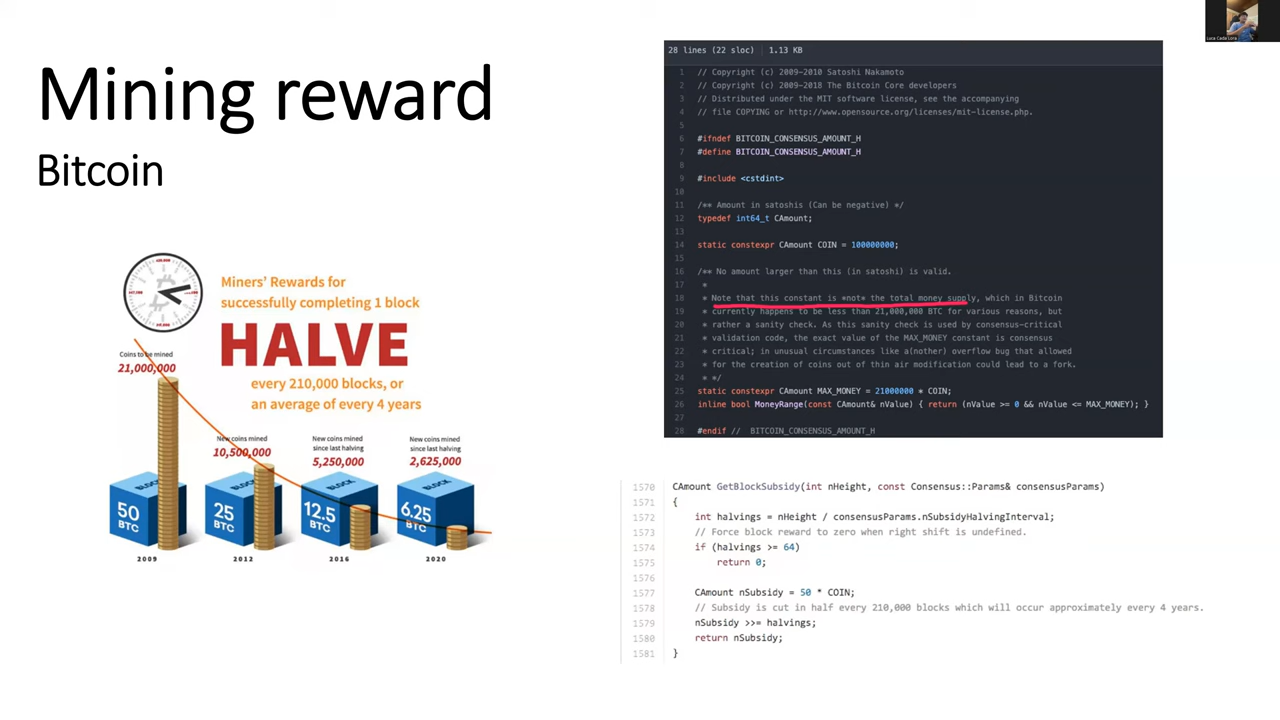 Mining reward
Bitcoin
Miners' Rewards for
successfully completing 1 block
HALVE
every 210,000 blocks, or
an average of every 4 years
Coins to be mined
21,000,000
New coins mined
10,500,000
New coins mined
since last halving
5,250,000
New coins mined
since last halving
2,625,000
BLOCK
50
BTC
2009
BLOCK
25
BTC
2012
BLOCK
12.5
BTC
2016
BLOCK
6.25
BTC
2020
28 lines (22 sloc) | 1.13 KB
1 // Copyright (c) 2009-2010 Satoshi Nakamoto
2 // Copyright (c) 2009-2018 The Bitcoin Core developers
3 // Distributed under the MIT software license, see the accompanying
4 // file COPYING or http://www.opensource.org/licenses/mit-license.php.
5
6 #ifndef BITCOIN_CONSENSUS_AMOUNT_H
7 #define BITCOIN_CONSENSUS_AMOUNT_H
8
9 #include <cstdint>
10
11 /** Amount in satoshis (Can be negative) */
12 typedef int64_t CAmount;
13
14 static constexpr CAmount COIN = 100000000;
15
16 /** No amount larger than this (in satoshi) is valid.
17 *
18 * Note that this constant is *not* the total money supply, which in Bitcoin
19 * currently happens to be less than 21,000,000 BTC for various reasons, but
20 * rather a sanity check. As this sanity check is used by consensus-critical
21 * validation code, the exact value of the MAX_MONEY constant is consensus
22 * critical; in unusual circumstances like a(nother) overflow bug that allowed
23 * for the creation of coins out of thin air modification could lead to a fork.
24 * */
25 static constexpr CAmount MAX_MONEY = 21000000 * COIN;
26 inline bool MoneyRange(const CAmount& nValue) { return (nValue >= 0 && nValue <= MAX_MONEY); }
27
28 #endif // BITCOIN_CONSENSUS_AMOUNT_H
1570 CAmount GetBlockSubsidy(int nHeight, const Consensus::Params& consensusParams)
1571 {
1572 int halvings = nHeight / consensusParams.nSubsidyHalvingInterval;
1573 // Force block reward to zero when right shift is undefined.
1574 if (halvings >= 64)
1575 return 0;
1576
1577 CAmount nSubsidy = 50 * COIN;
1578 // Subsidy is cut in half every 210,000 blocks which will occur approximately every 4 years.
1579 nSubsidy >>= halvings;
1580 return nSubsidy;
1581 }